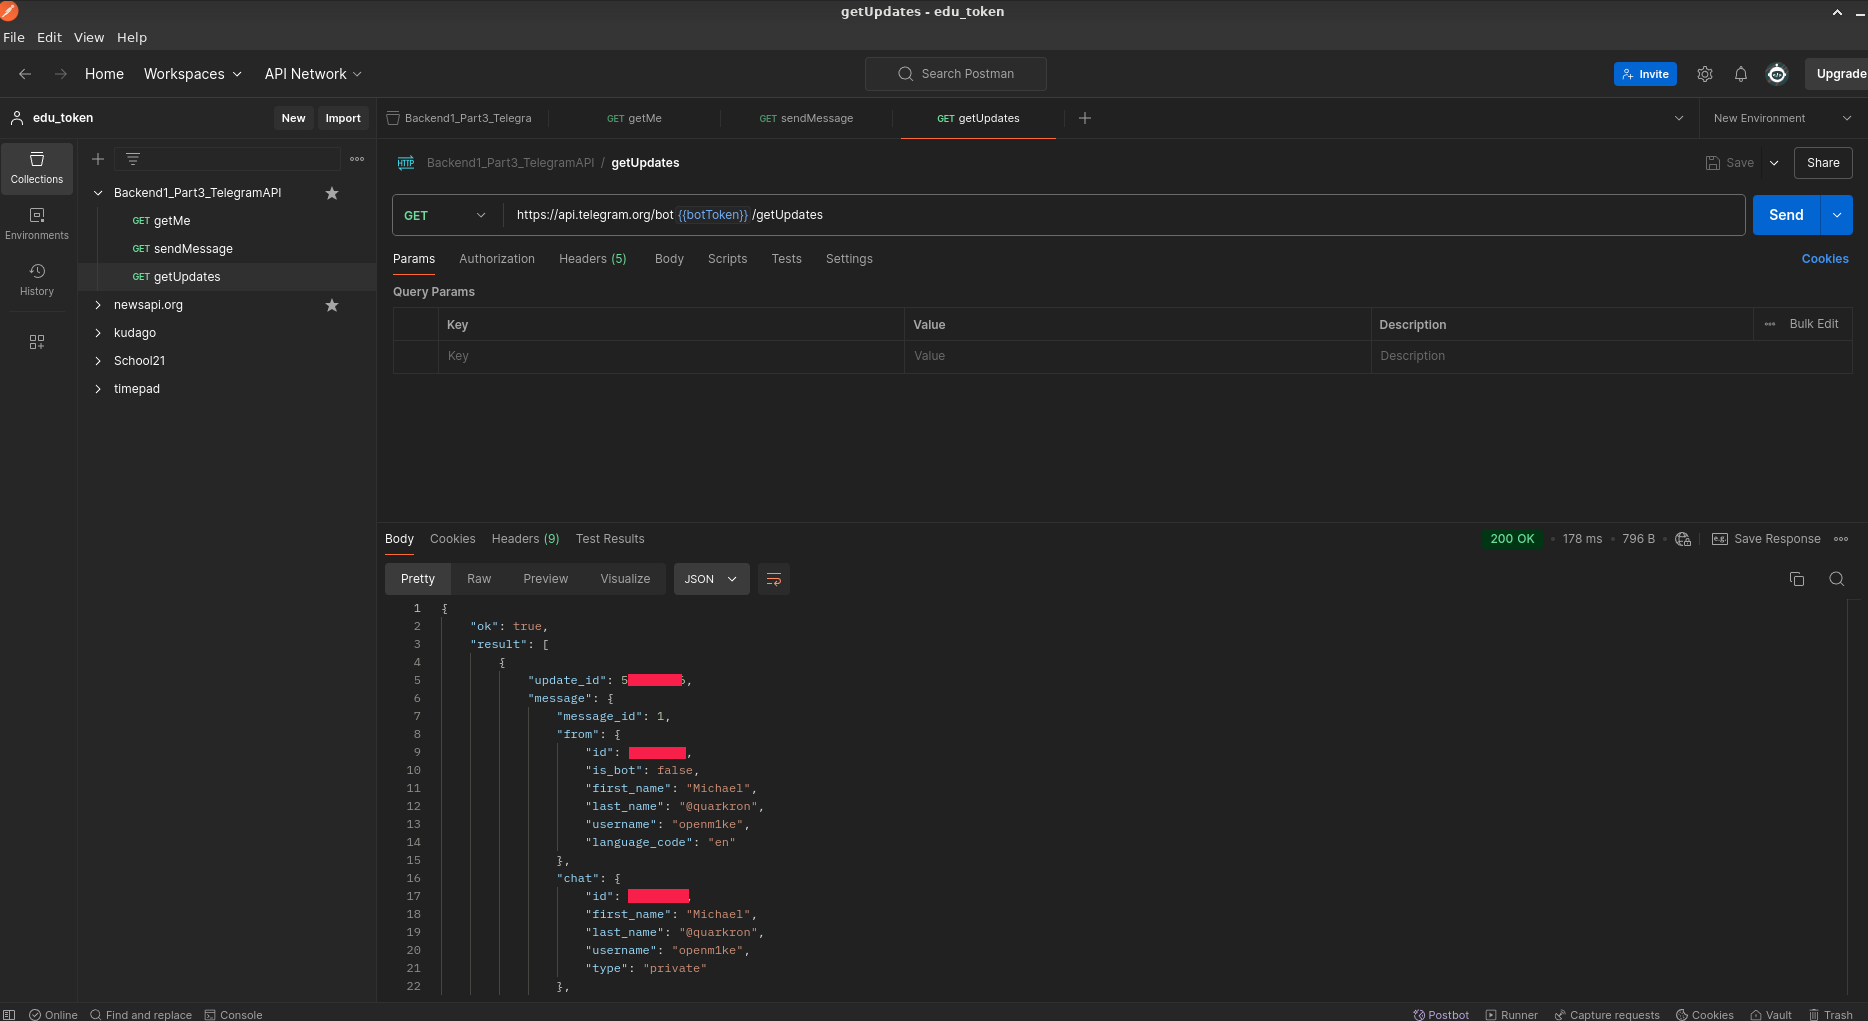 getUpdates - edu_token
File Edit View Help
Home Workspaces API Network Search Postman Invite Upgrade
edu_token New Import
Backend1_Part3_Telegra GET getMe GET sendMessage GET getUpdates New Environment
Collections
Environments
History
Backend1_Part3_TelegramAPI
GET getMe
GET sendMessage
GET getUpdates
newsapi.org
kudago
School21
timepad
HTTP Backend1_Part3_TelegramAPI / getUpdates Save Share
GET https://api.telegram.org/bot {{botToken}} /getUpdates Send
Params Authorization Headers (5) Body Scripts Tests Settings Cookies
Query Params
Key Value Description Bulk Edit
Key Value Description
Body Cookies Headers (9) Test Results 200 OK 178 ms 796 B e.g. Save Response
Pretty Raw Preview Visualize JSON
1 {
2 "ok": true,
3 "result": [
4 {
5 "update_id": 5 ,
6 "message": {
7 "message_id": 1,
8 "from": {
9 "id": ,
10 "is_bot": false,
11 "first_name": "Michael",
12 "last_name": "@quarkron",
13 "username": "openm1ke",
14 "language_code": "en"
15 },
16 "chat": {
17 "id": ,
18 "first_name": "Michael",
19 "last_name": "@quarkron",
20 "username": "openm1ke",
21 "type": "private"
22 },
Online Find and replace Console Postbot Runner Capture requests Cookies Vault Trash